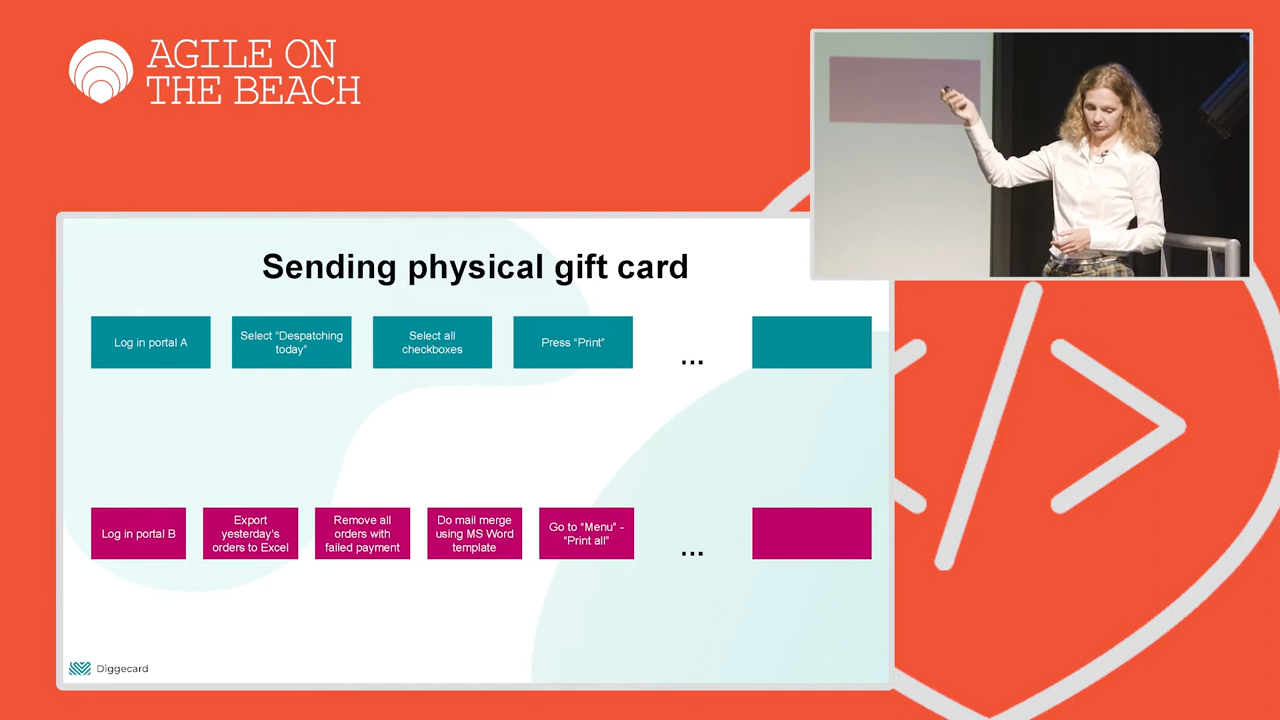 AGILE ON
THE BEACH
Sending physical gift card
Log in portal A
Select “Despatching
today”
Select all
checkboxes
Press “Print”
...
Log in portal B
Export
yesterday's
orders to Excel
Remove all
orders with
failed payment
Do mail merge
using MS Word
template
Go to “Menu” -
“Print all”
...
Diggecard